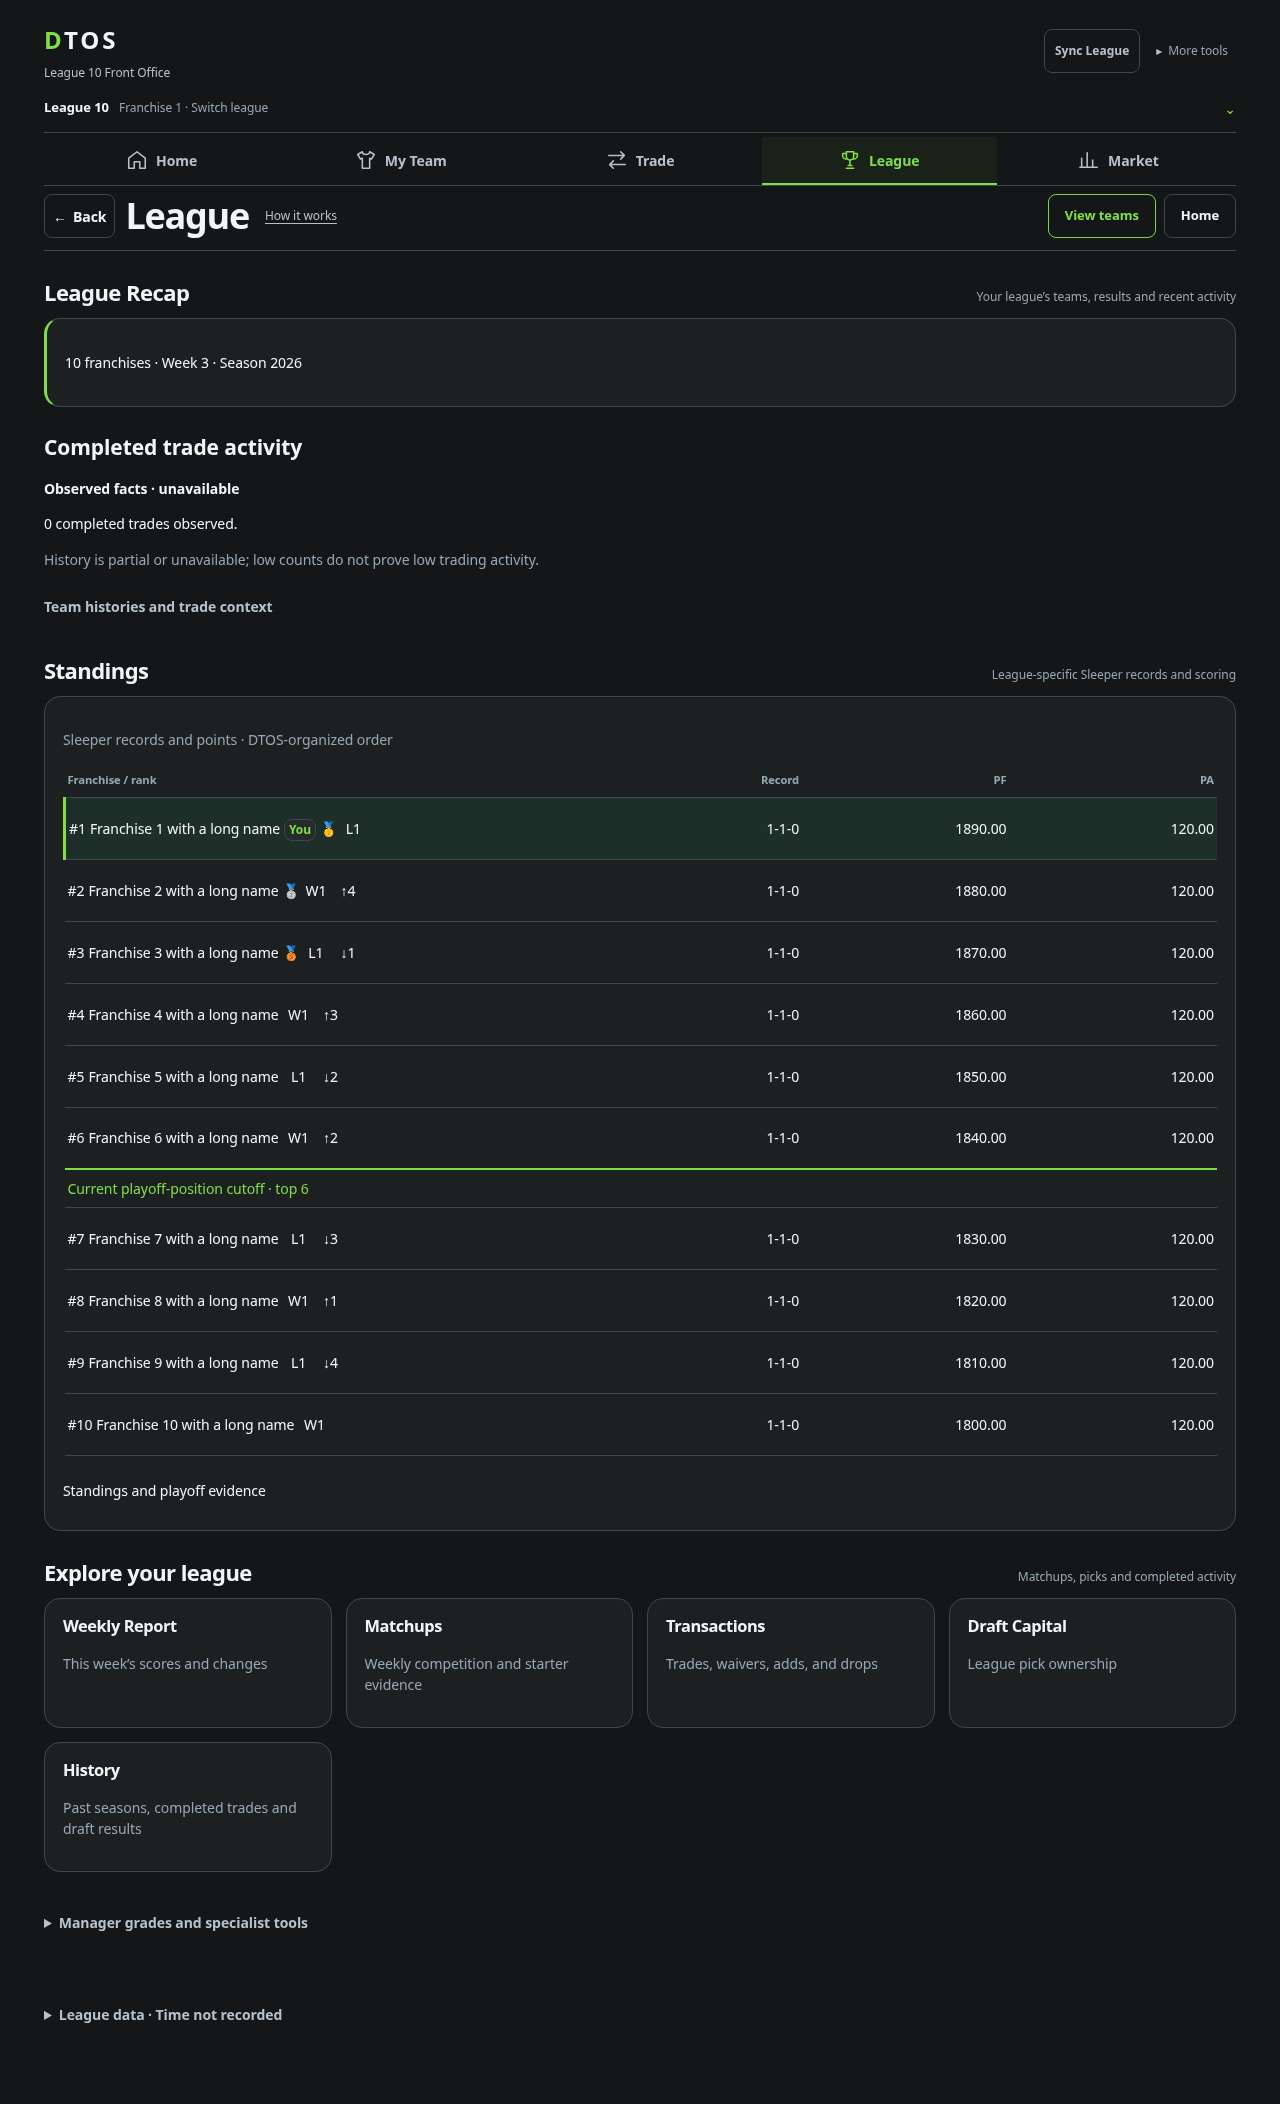 DTOS
League 10 Front Office
Sync League
▸ More tools
League 10 Franchise 1 · Switch league
Home
My Team
Trade
League
Market
← Back
League
How it works
View teams
Home
League Recap
Your league’s teams, results and recent activity
10 franchises · Week 3 · Season 2026
Completed trade activity
Observed facts · unavailable
0 completed trades observed.
History is partial or unavailable; low counts do not prove low trading activity.
Team histories and trade context
Standings
League-specific Sleeper records and scoring
Sleeper records and points · DTOS-organized order
Franchise / rank Record PF PA
#1 Franchise 1 with a long name You 🥇 L1 1-1-0 1890.00 120.00
#2 Franchise 2 with a long name 🥈 W1 ↑4 1-1-0 1880.00 120.00
#3 Franchise 3 with a long name 🥉 L1 ↓1 1-1-0 1870.00 120.00
#4 Franchise 4 with a long name W1 ↑3 1-1-0 1860.00 120.00
#5 Franchise 5 with a long name L1 ↓2 1-1-0 1850.00 120.00
#6 Franchise 6 with a long name W1 ↑2 1-1-0 1840.00 120.00
Current playoff-position cutoff · top 6
#7 Franchise 7 with a long name L1 ↓3 1-1-0 1830.00 120.00
#8 Franchise 8 with a long name W1 ↑1 1-1-0 1820.00 120.00
#9 Franchise 9 with a long name L1 ↓4 1-1-0 1810.00 120.00
#10 Franchise 10 with a long name W1 1-1-0 1800.00 120.00
Standings and playoff evidence
Explore your league
Matchups, picks and completed activity
Weekly Report
This week’s scores and changes
Matchups
Weekly competition and starter
evidence
Transactions
Trades, waivers, adds, and drops
Draft Capital
League pick ownership
History
Past seasons, completed trades and
draft results
▶ Manager grades and specialist tools
▶ League data · Time not recorded